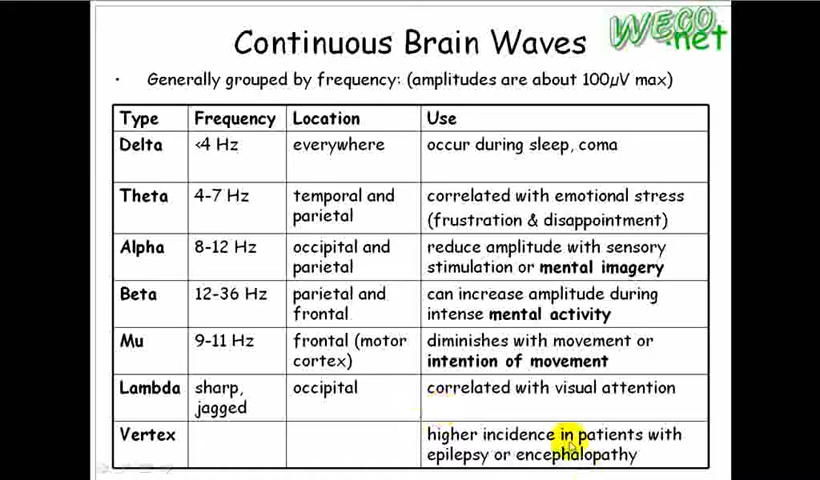 WECO
.net
Continuous Brain Waves
· Generally grouped by frequency: (amplitudes are about 100µV max)
Type Frequency Location Use
Delta <4 Hz everywhere occur during sleep, coma
Theta 4-7 Hz temporal and parietal correlated with emotional stress
(frustration & disappointment)
Alpha 8-12 Hz occipital and parietal reduce amplitude with sensory
stimulation or mental imagery
Beta 12-36 Hz parietal and frontal can increase amplitude during
intense mental activity
Mu 9-11 Hz frontal (motor cortex) diminishes with movement or
intention of movement
Lambda sharp, jagged occipital correlated with visual attention
Vertex higher incidence in patients with
epilepsy or encephalopathy